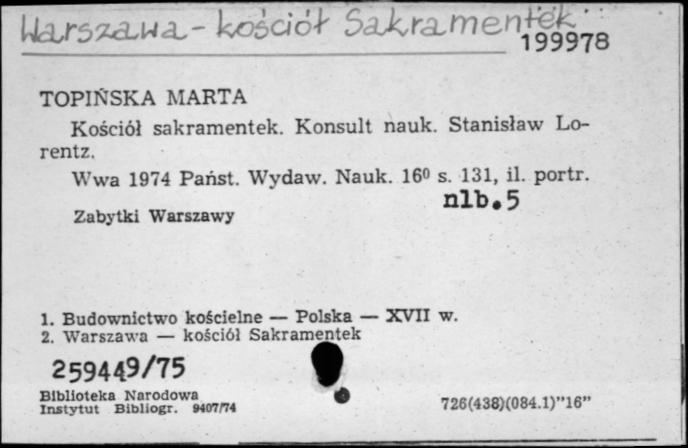 Warszawa - kościół Sakramentek
199978
TOPIŃSKA MARTA
Kościół sakramentek. Konsult nauk. Stanisław Lo-
rentz.
Wwa 1974 Państ. Wydaw. Nauk. 16⁰ s. 131, il. portr.
nlb.5
Zabytki Warszawy
1. Budownictwo kościelne — Polska — XVII w.
2. Warszawa — kościół Sakramentek
259449/75
Biblioteka Narodowa
Instytut Bibliogr. 9407/74
726(438)(084.1)"16"